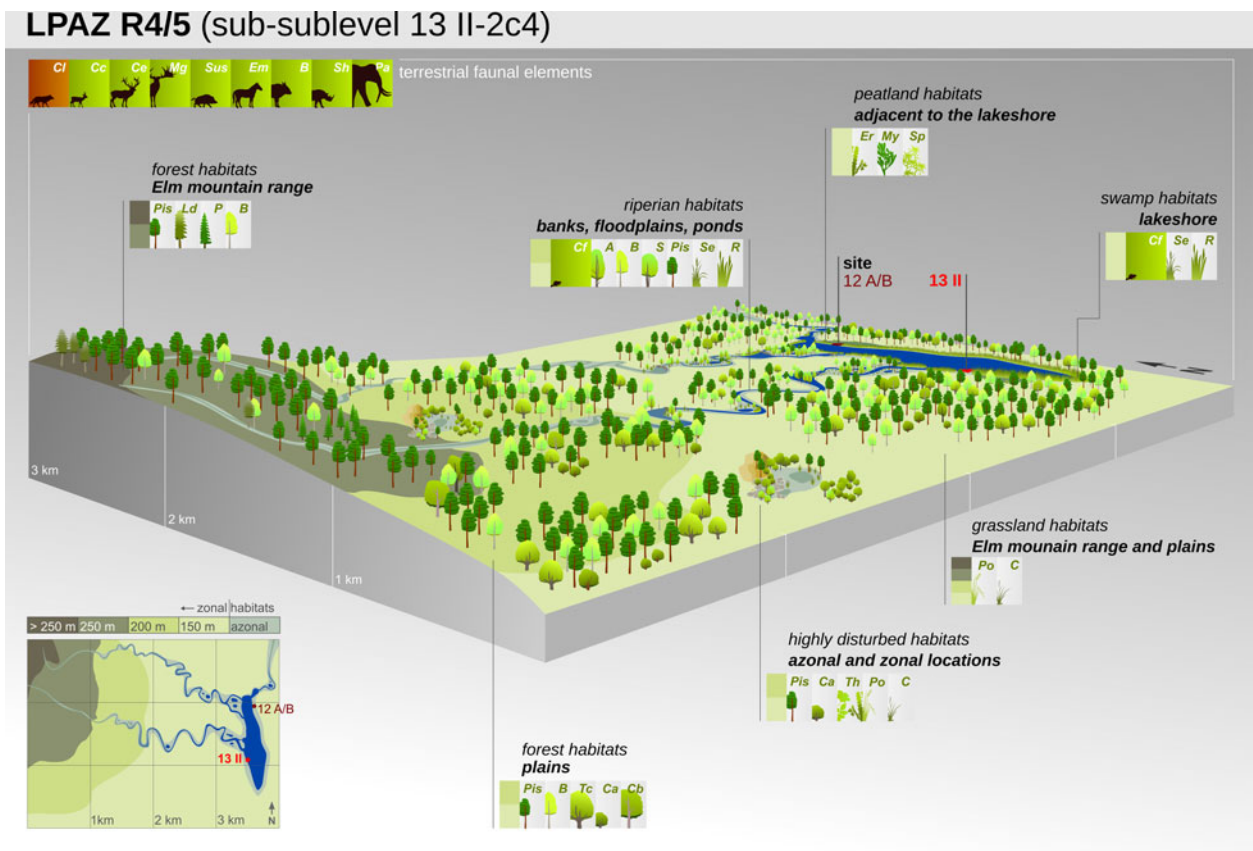 LPAZ R4/5 (sub-sublevel 13 II-2c4)
Cl Cc Ce Mg Sus Em B Sh Pa
terrestrial faunal elements
peatland habitats
adjacent to the lakeshore
Er My Sp
forest habitats
Elm mountain range
Pis Ld P B
riperian habitats
banks, floodplains, ponds
Cf A B S Pis Se R
swamp habitats
lakeshore
Cf Se R
site
12 A/B 13 II
N
3 km
2 km
1 km
grassland habitats
Elm mounain range and plains
Po C
highly disturbed habitats
azonal and zonal locations
Pis Ca Th Po C
forest habitats
plains
Pis B Tc Ca Cb
← zonal habitats
> 250 m 250 m 200 m 150 m azonal
12 A/B
13 II
1km 2 km 3 km N